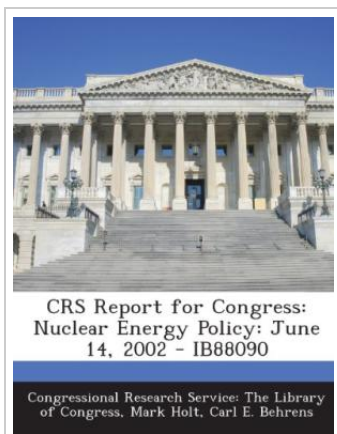 CRS Report for Congress:
Nuclear Energy Policy: June
14, 2002 - IB88090
Congressional Research Service: The Library
of Congress, Mark Holt, Carl E. Behrens